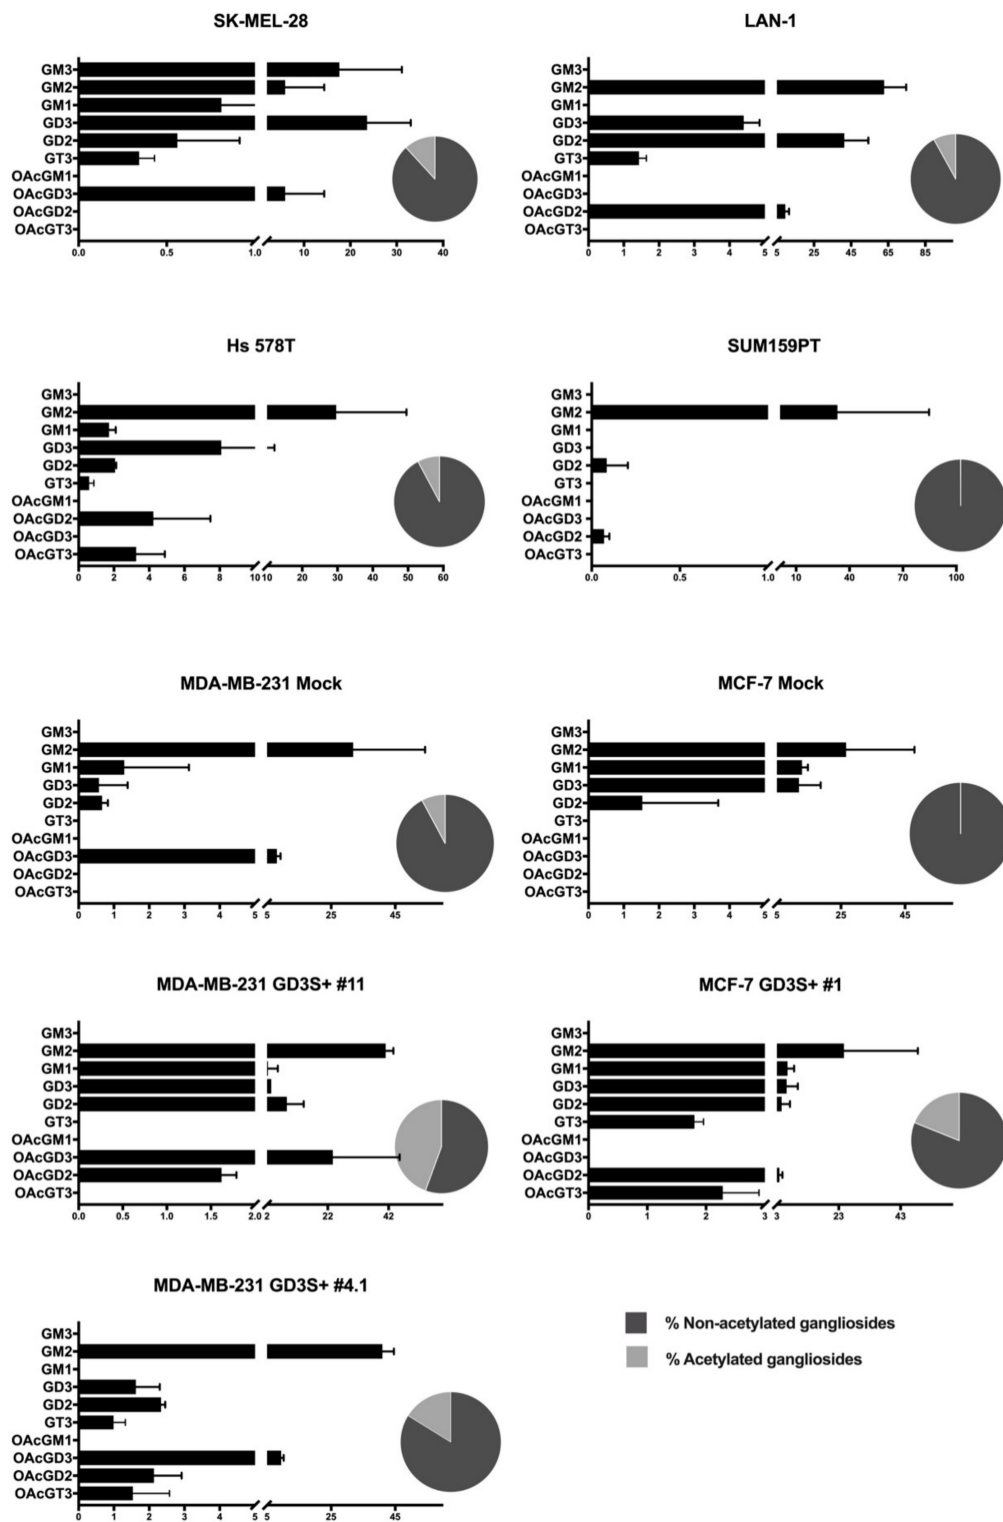 SK-MEL-28
GM3
GM2
GM1
GD3
GD2
GT3
OAcGM1
OAcGD3
OAcGD2
OAcGT3
0.0 0.5 1.0 10 20 30 40
LAN-1
GM3
GM2
GM1
GD3
GD2
GT3
OAcGM1
OAcGD3
OAcGD2
OAcGT3
0 1 2 3 4 5 5 25 45 65 85
Hs 578T
GM3
GM2
GM1
GD3
GD2
GT3
OAcGM1
OAcGD2
OAcGD3
OAcGT3
0 2 4 6 8 10 10 20 30 40 50 60
SUM159PT
GM3
GM2
GM1
GD3
GD2
GT3
OAcGM1
OAcGD3
OAcGD2
OAcGT3
0.0 0.5 1.0 10 40 70 100
MDA-MB-231 Mock
GM3
GM2
GM1
GD3
GD2
GT3
OAcGM1
OAcGD3
OAcGD2
OAcGT3
0 1 2 3 4 5 5 25 45
MCF-7 Mock
GM3
GM2
GM1
GD3
GD2
GT3
OAcGM1
OAcGD3
OAcGD2
OAcGT3
0 1 2 3 4 5 5 25 45
MDA-MB-231 GD3S+ #11
GM3
GM2
GM1
GD3
GD2
GT3
OAcGM1
OAcGD3
OAcGD2
OAcGT3
0.0 0.5 1.0 1.5 2.0 2 22 42
MCF-7 GD3S+ #1
GM3
GM2
GM1
GD3
GD2
GT3
OAcGM1
OAcGD3
OAcGD2
OAcGT3
0 1 2 3 3 23 43
MDA-MB-231 GD3S+ #4.1
GM3
GM2
GM1
GD3
GD2
GT3
OAcGM1
OAcGD3
OAcGD2
OAcGT3
0 1 2 3 4 5 5 25 45
% Non-acetylated gangliosides
% Acetylated gangliosides